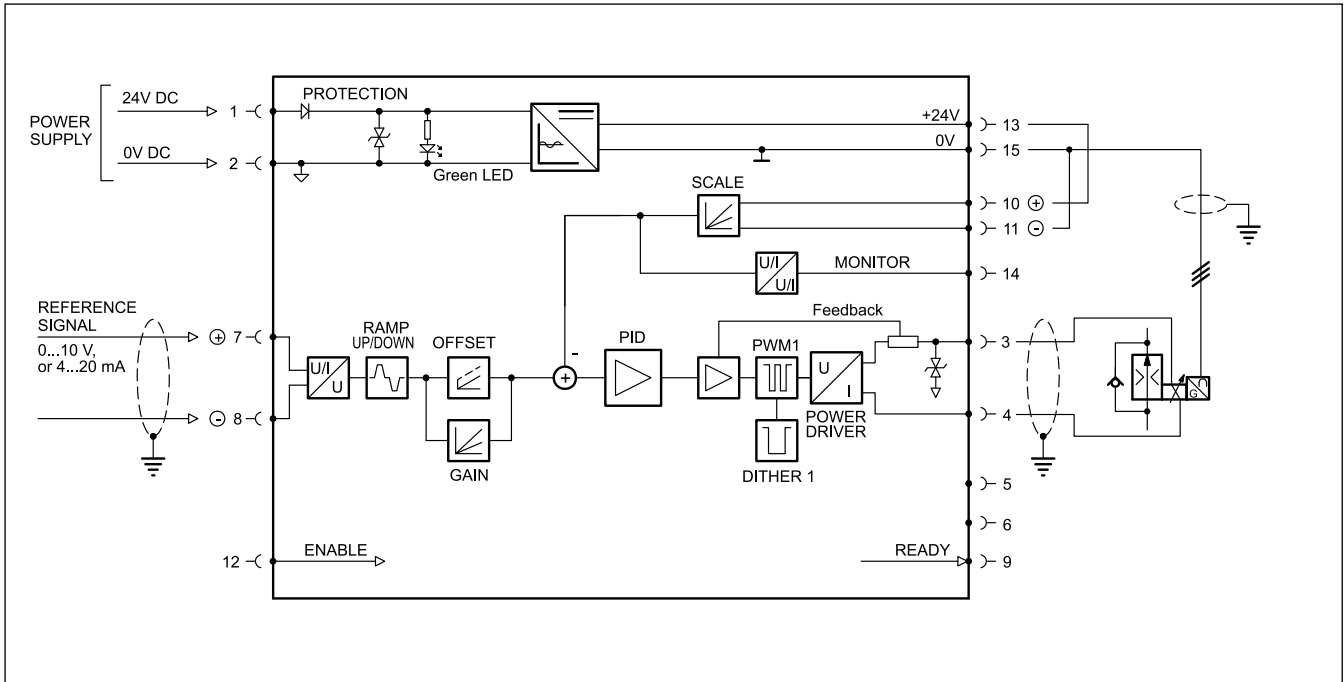 POWER
SUPPLY
24V DC
1
0V DC
2
PROTECTION
Green LED
+24V
13
0V
15
SCALE
10 +
11 -
U/I
U/I
MONITOR
14
REFERENCE
SIGNAL
0...10 V,
or 4...20 mA
+ 7
- 8
U/I
U
RAMP
UP/DOWN
OFFSET
GAIN
-
+
PID
Feedback
PWM1
DITHER 1
U
I
POWER
DRIVER
3
4
G
5
6
12
ENABLE
READY
9